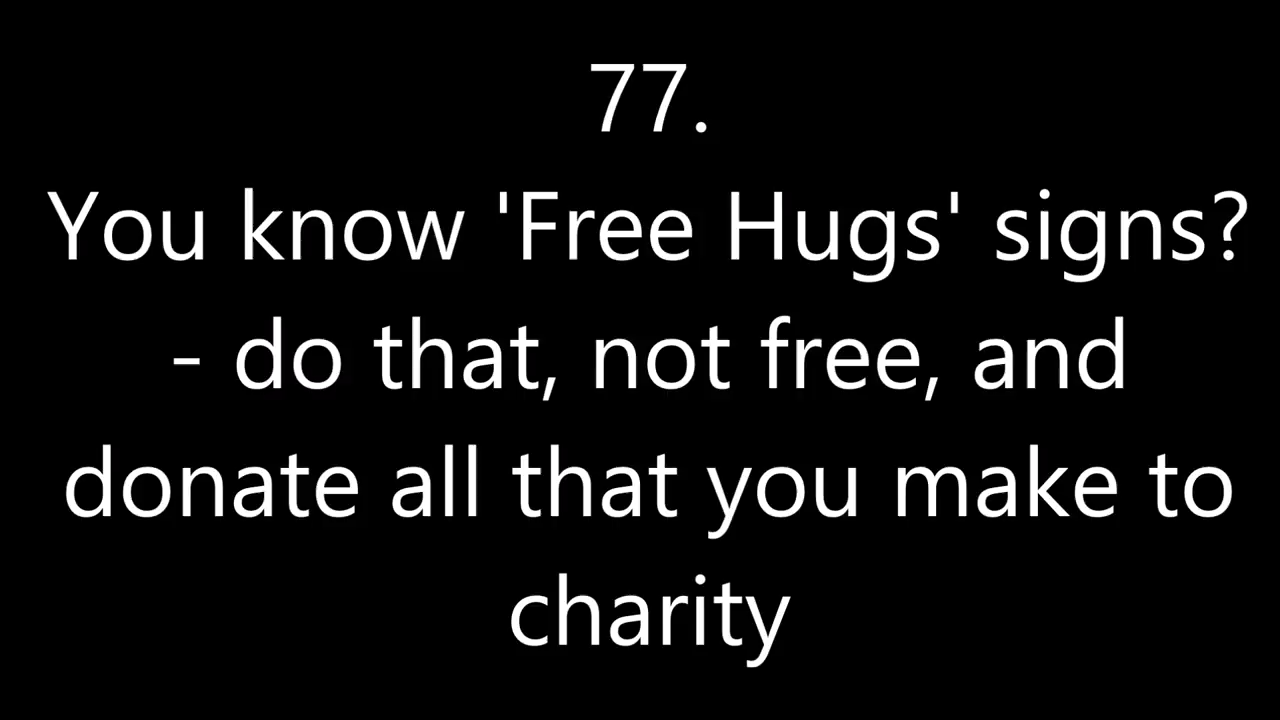 77.
You know 'Free Hugs' signs?
- do that, not free, and
donate all that you make to
charity